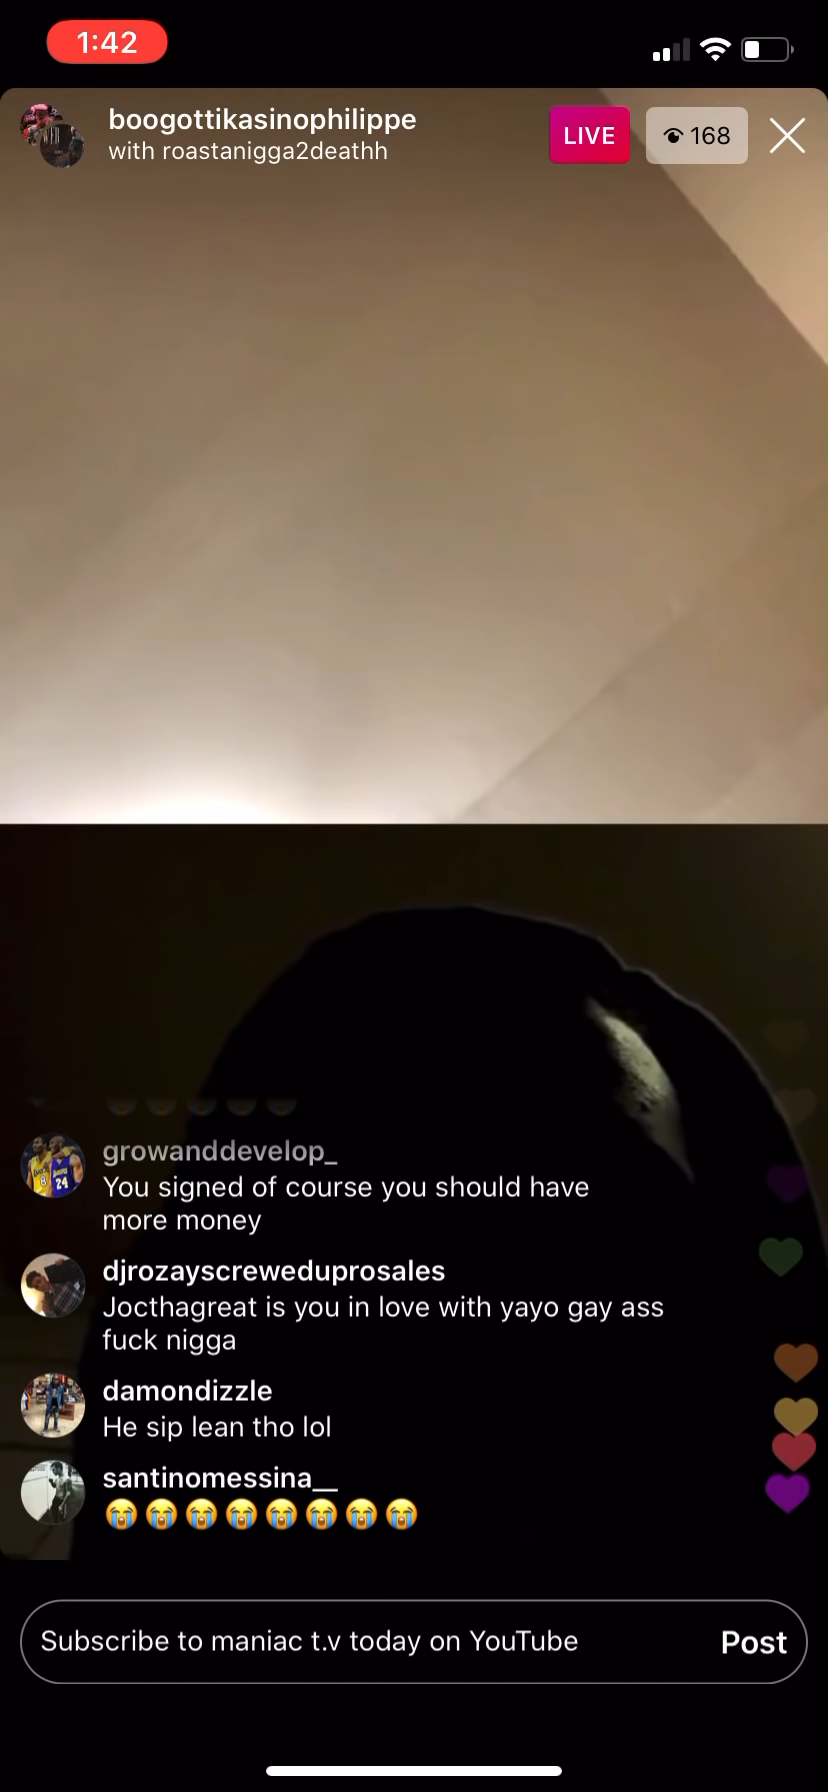 1:42
boogottikasinophilippe
with roastanigga2deathh
LIVE
168
growanddevelop_
You signed of course you should have
more money
djrozayscreweduprosales
Jocthagreat is you in love with yayo gay ass
fuck nigga
damondizzle
He sip lean tho lol
santinomessina__
😭😭😭😭😭😭😭😭
Subscribe to maniac t.v today on YouTube
Post